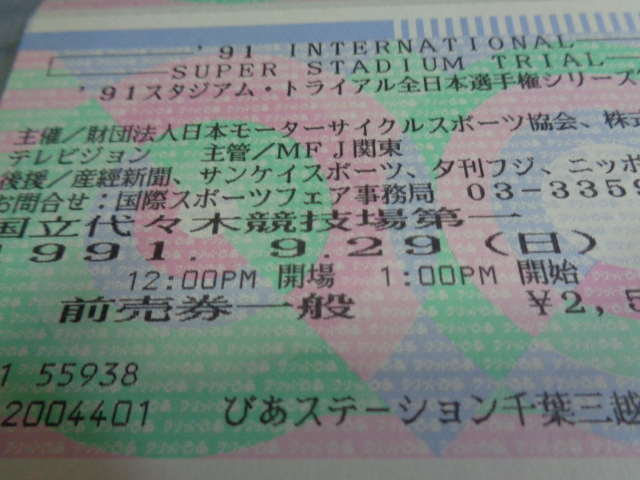 '91 INTERNATIONAL
SUPER STADIUM TRIAL
'91スタジアム・トライアル全日本選手権シリーズ
主催/財団法人日本モーターサイクルスポーツ協会、株式
テレビジョン 主管/MFJ関東
後援/産經新聞、サンケイスポーツ、夕刊フジ、ニッポ
お問合せ:国際スポーツフェア事務局 03-335
国立代々木競技場第一
1991. 9.29(日)
12:00PM 開場 1:00PM 開始
前売券一般 ¥2,5
1 55938
2004401 ぴあステーション千葉三越